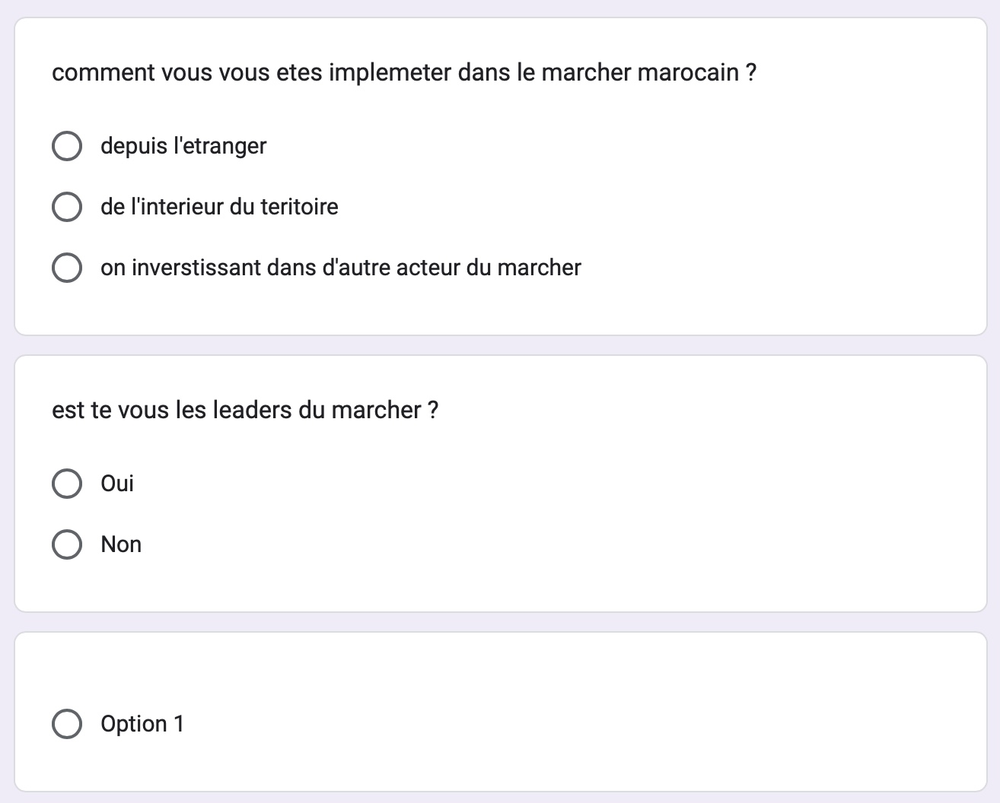 comment vous vous etes implemeter dans le marcher marocain ?
depuis l'etranger
de l'interieur du teritoire
on inverstissant dans d'autre acteur du marcher
est te vous les leaders du marcher ?
Oui
Non
Option 1